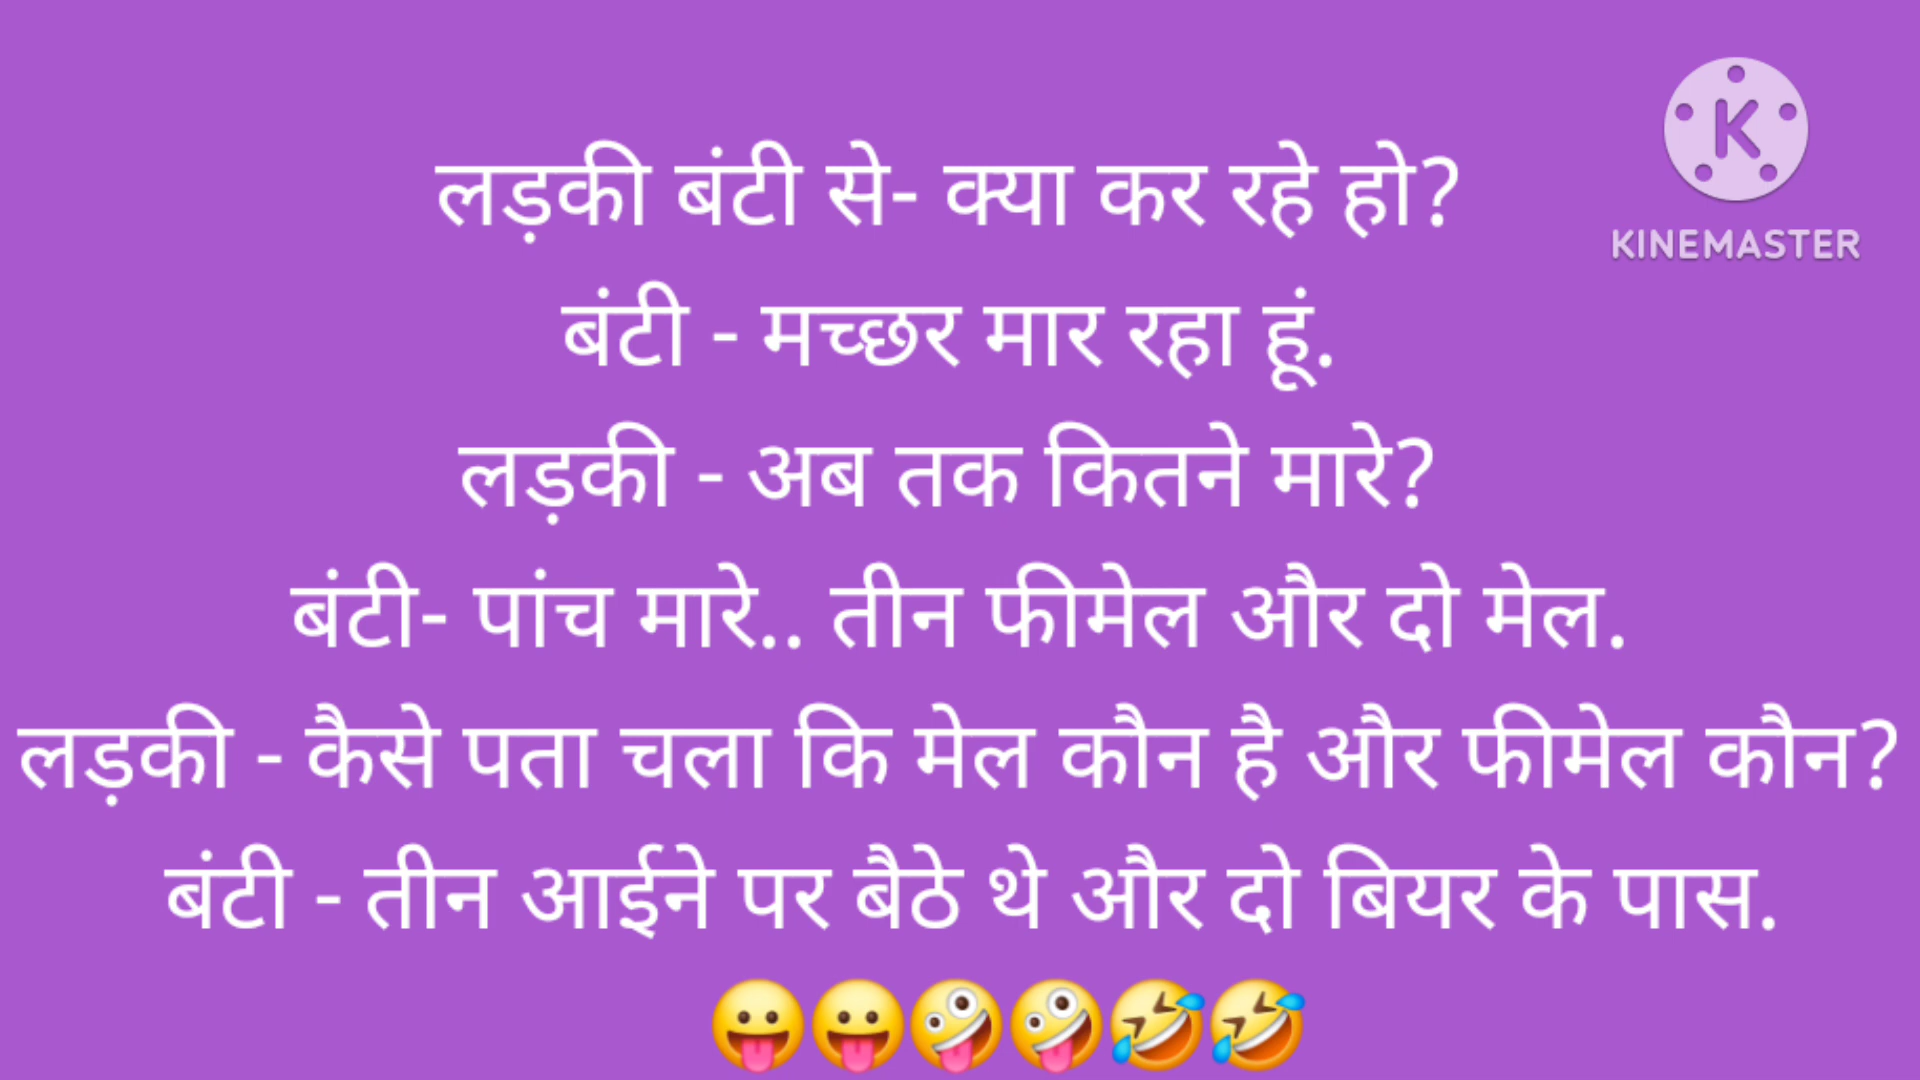 लड़की बंटी से- क्या कर रहे हो?
K
KINEMASTER
बंटी - मच्छर मार रहा हूं.
लड़की - अब तक कितने मारे?
बंटी- पांच मारे.. तीन फीमेल और दो मेल.
लड़की - कैसे पता चला कि मेल कौन है और फीमेल कौन?
बंटी - तीन आईने पर बैठे थे और दो बियर के पास.
😛😛🤪🤪🤣🤣